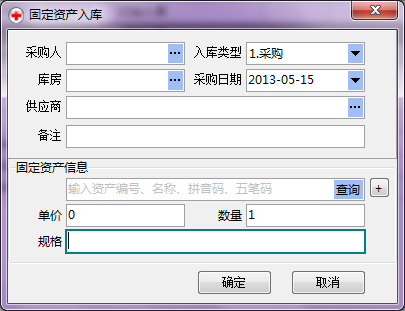 固定资产入库
采购人 ... 入库类型 1.采购
库房 ... 采购日期 2013-05-15
供应商 ...
备注
固定资产信息
输入资产编号、名称、拼音码、五笔码 查询 +
单价 0 数量 1
规格
确定 取消